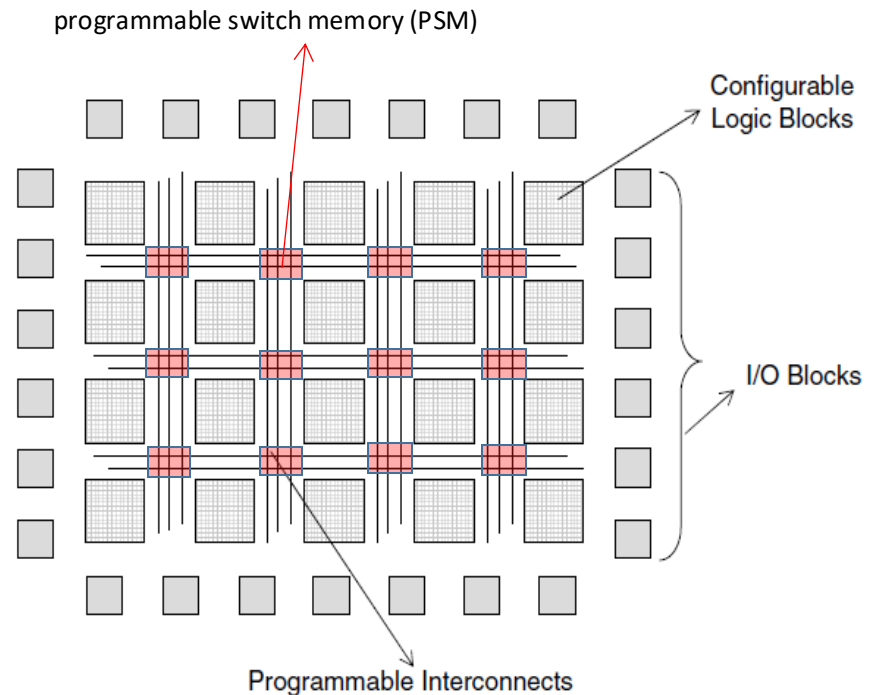 programmable switch memory (PSM)
Configurable
Logic Blocks
I/O Blocks
Programmable Interconnects